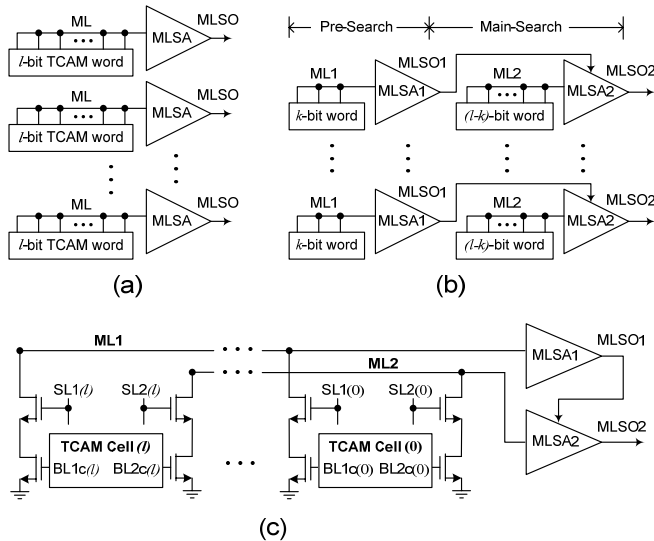 ML
MLSO
MLSA
l-bit TCAM word
ML
MLSO
MLSA
l-bit TCAM word
ML
MLSO
MLSA
l-bit TCAM word
(a)
Pre-Search
Main-Search
ML1
MLSO1
ML2
MLSO2
MLSA1
MLSA2
k-bit word
(l-k)-bit word
ML1
MLSO1
ML2
MLSO2
MLSA1
MLSA2
k-bit word
(l-k)-bit word
(b)
ML1
ML2
MLSO1
MLSA1
SL1(l)
SL2(l)
SL1(0)
SL2(0)
MLSA2
MLSO2
TCAM Cell (l)
BL1c(l)
BL2c(l)
TCAM Cell (0)
BL1c(0)
BL2c(0)
(c)